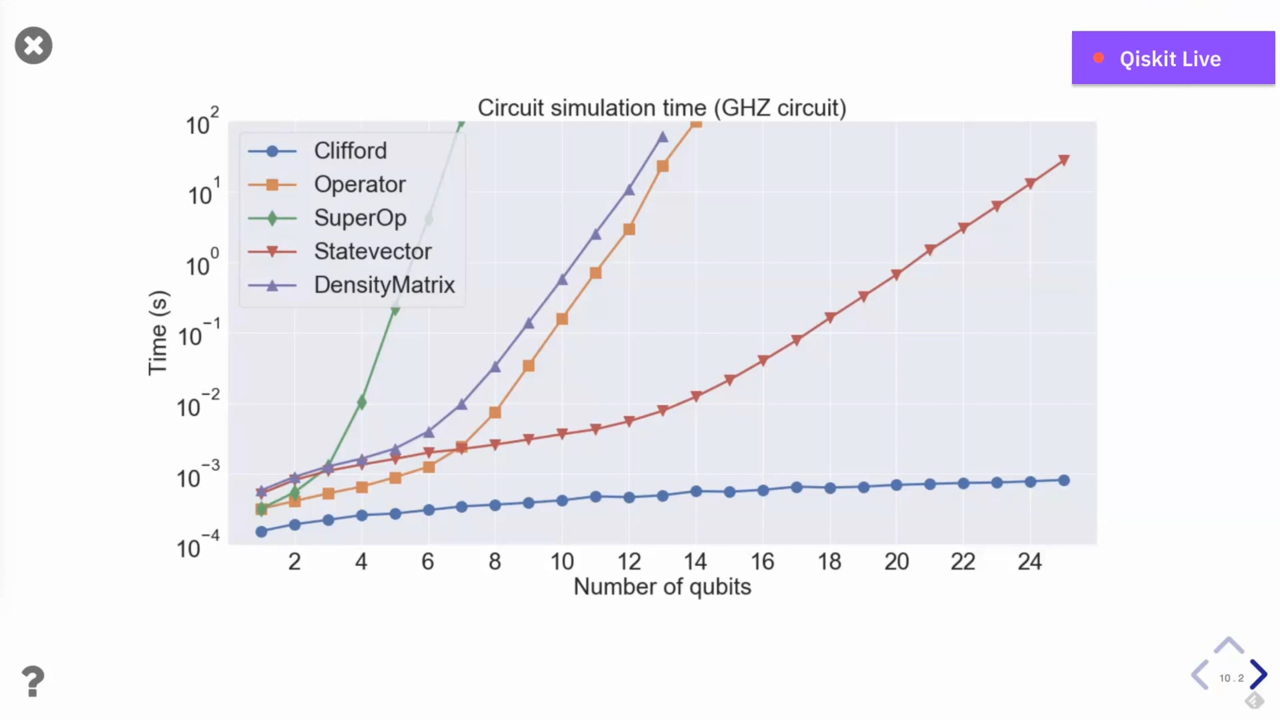 Qiskit Live
Circuit simulation time (GHZ circuit)
Clifford
Operator
SuperOp
Statevector
DensityMatrix
Time (s)
10²
10¹
10⁰
10⁻¹
10⁻²
10⁻³
10⁻⁴
2 4 6 8 10 12 14 16 18 20 22 24
Number of qubits
?
10.2